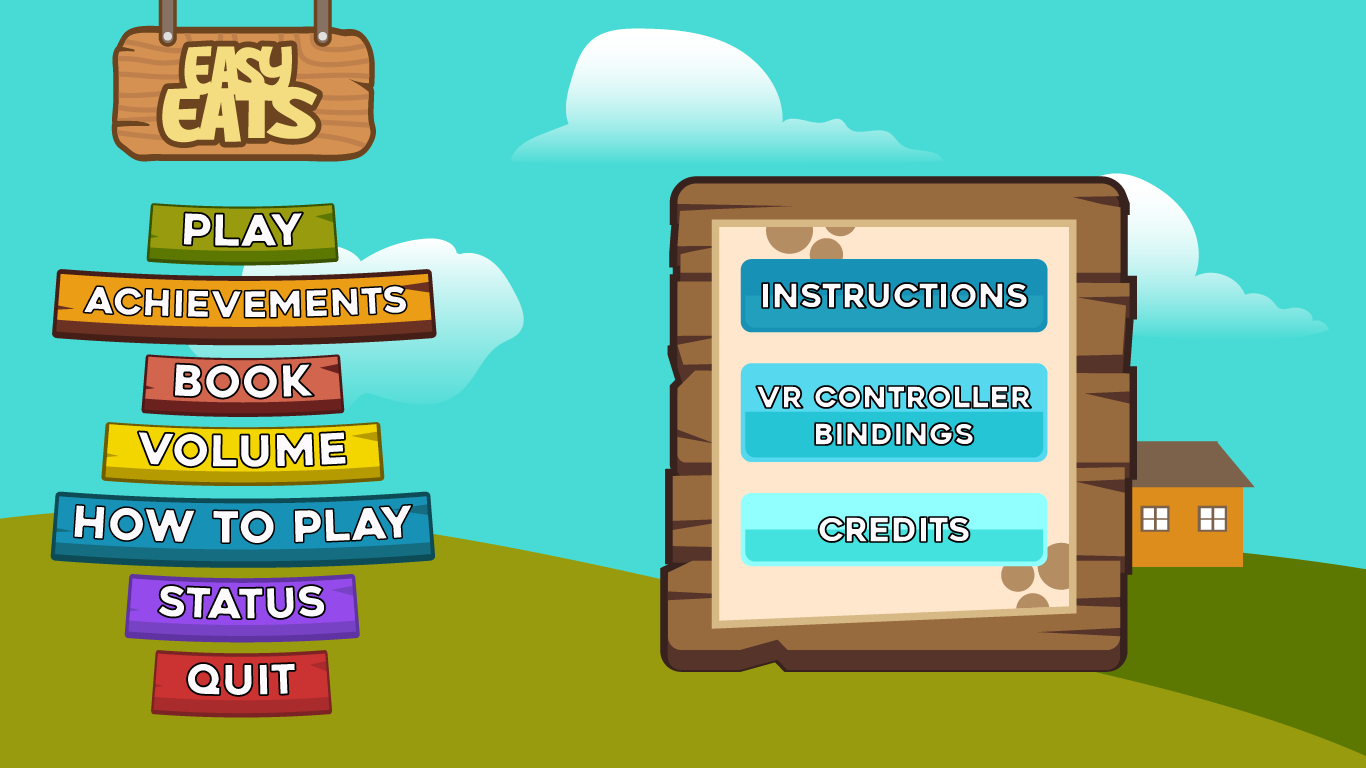 EASY
EATS
PLAY
ACHIEVEMENTS
BOOK
VOLUME
HOW TO PLAY
STATUS
QUIT
INSTRUCTIONS
VR CONTROLLER
BINDINGS
CREDITS